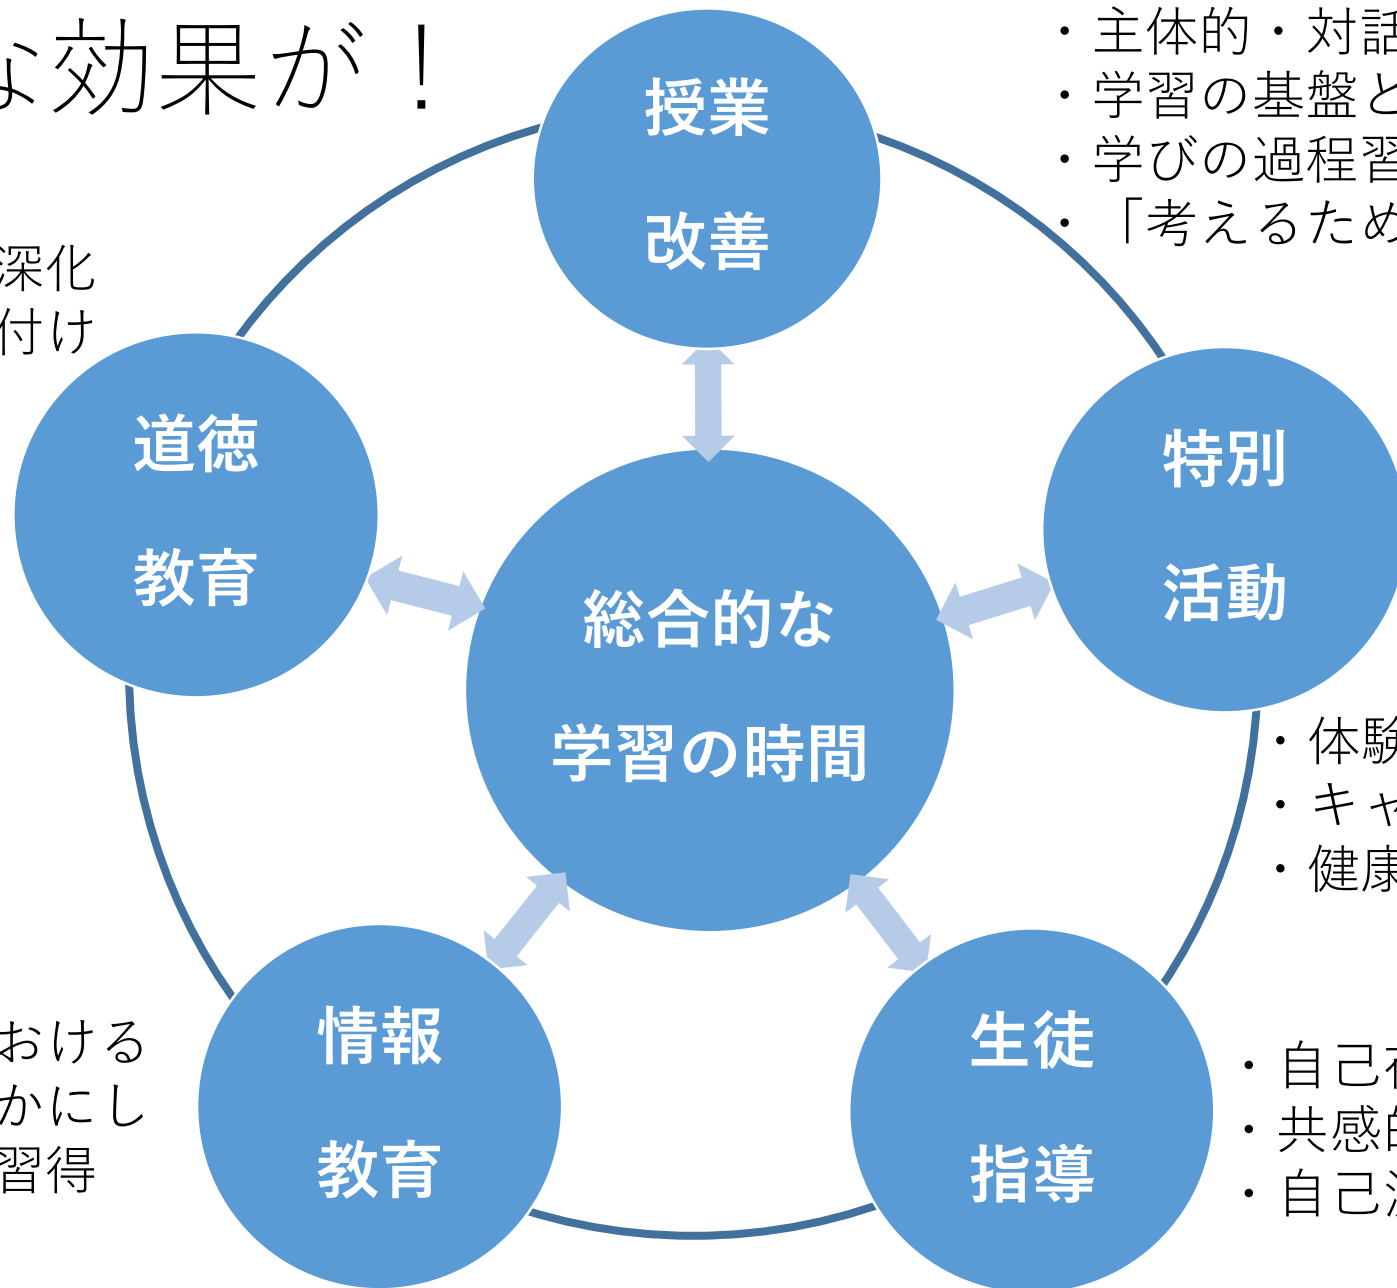 な効果が！
・主体的・対話
・学習の基盤と
・学びの過程習
・「考えるため
授業
改善
深化
付け
道徳
教育
特別
活動
総合的な
学習の時間
・体験
・キャ
・健康
情報
教育
おける
かにし
習得
生徒
指導
・自己存
・共感的
・自己決